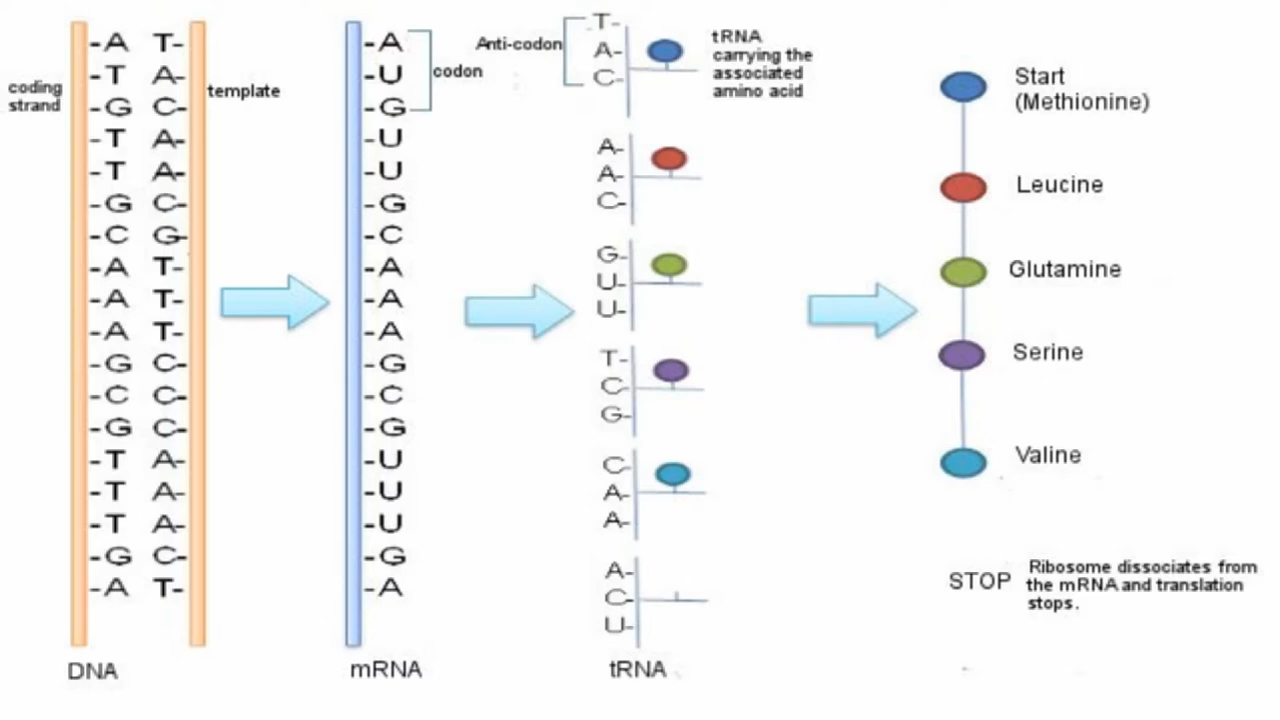 coding
strand
-A T-
-T A-
-G C-
-T A-
-T A-
-G C-
-C G-
-A T-
-A T-
-A T-
-G C-
-C C-
-G C-
-T A-
-T A-
-T A-
-G C-
-A T-
template
DNA
-A
-U
-G
-U
-U
-G
-C
-A
-A
-A
-G
-C
-G
-U
-U
-U
-G
-A
codon
mRNA
Anti-codon
T-
A-
C-
tRNA
carrying the
associated
amino acid
A-
A-
C-
G-
U-
U-
T-
C-
G-
C-
A-
A-
A-
C-
U-
tRNA
Start
(Methionine)
Leucine
Glutamine
Serine
Valine
STOP
Ribosome dissociates from
the mRNA and translation
stops.